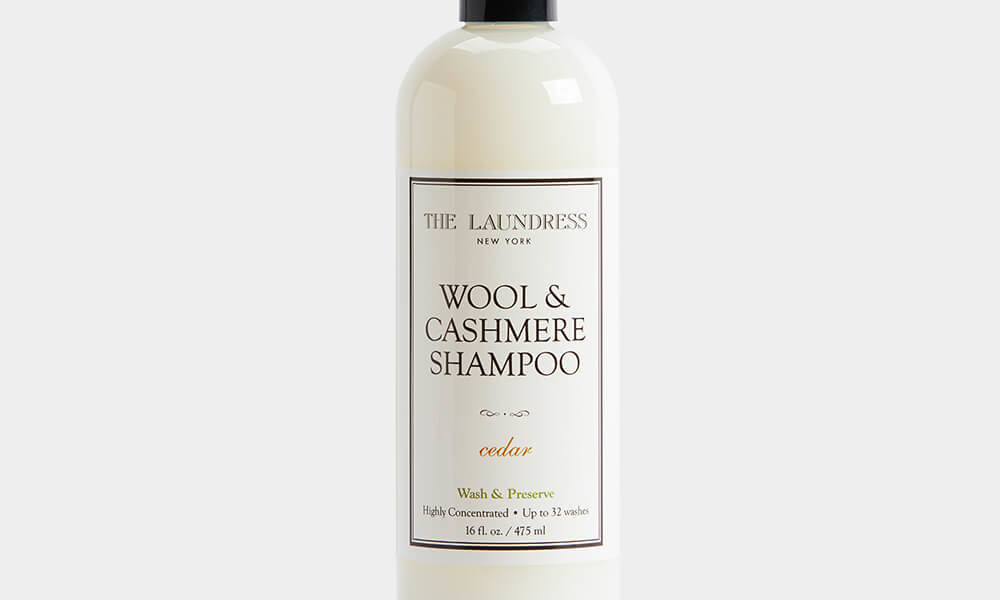 THE LAUNDRESS
NEW YORK
WOOL &
CASHMERE
SHAMPOO
cedar
Wash & Preserve
Highly Concentrated • Up to 32 washes
16 fl. oz. / 475 ml